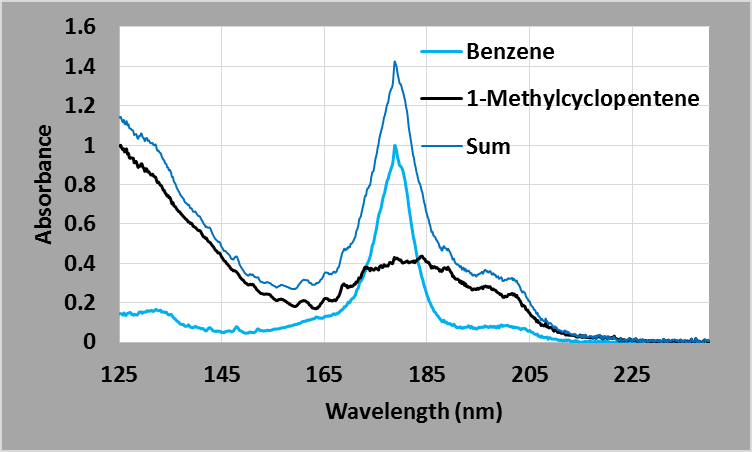 1.6
1.4
1.2
1
0.8
0.6
0.4
0.2
0
Absorbance
Benzene
1-Methylcyclopentene
Sum
125 145 165 185 205 225
Wavelength (nm)